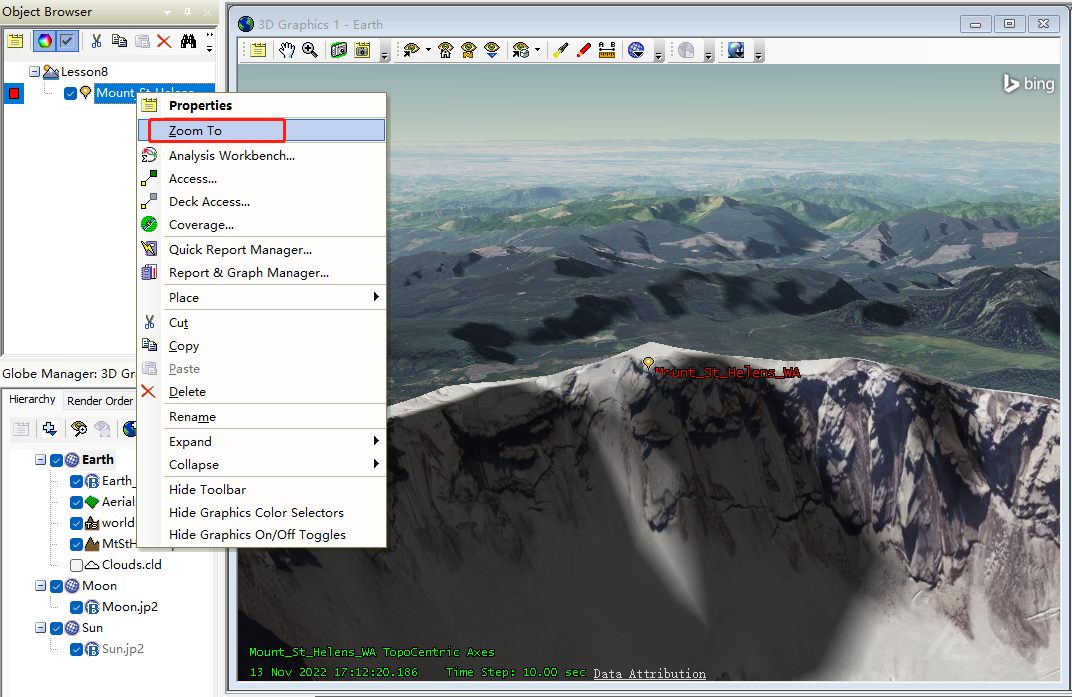 Object Browser
Lesson8
Mount_St_Helens
Properties
Zoom To
Analysis Workbench...
Access...
Deck Access...
Coverage...
Quick Report Manager...
Report & Graph Manager...
Place
Cut
Copy
Paste
Delete
Rename
Expand
Collapse
Hide Toolbar
Hide Graphics Color Selectors
Hide Graphics On/Off Toggles
Globe Manager: 3D Gr
Hierarchy
Render Order
Earth
Earth_
Aerial
world
MtStH
Clouds.cld
Moon
Moon.jp2
Sun
Sun.jp2
3D Graphics 1 - Earth
A B
bing
Mount_St_Helens_WA
Mount_St_Helens_WA TopoCentric Axes
13 Nov 2022 17:12:20.186 Time Step: 10.00 sec Data Attribution